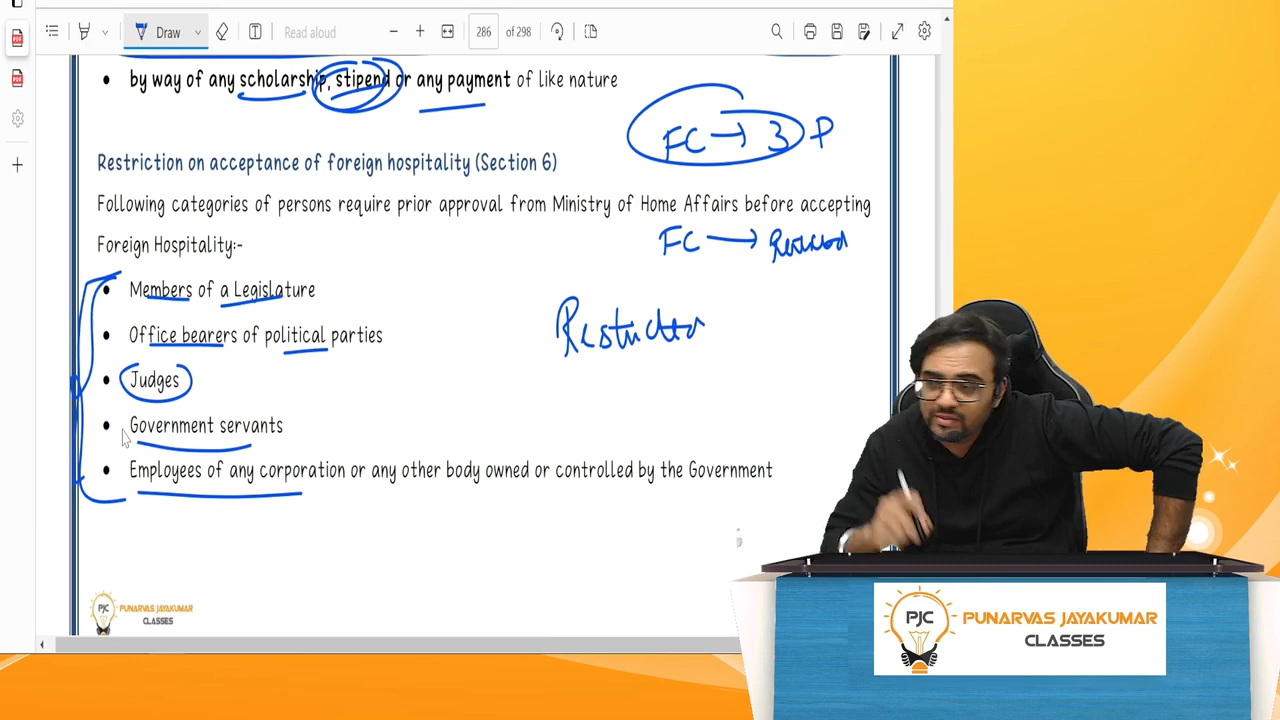 Draw
Read aloud
286
of 298
by way of any scholarship, stipend or any payment of like nature
FC → 3 P
Restriction on acceptance of foreign hospitality (Section 6)
Following categories of persons require prior approval from Ministry of Home Affairs before accepting
Foreign Hospitality:-
FC →
Members of a Legislature
Office bearers of political parties
Restricted
Judges
Government servants
Employees of any corporation or any other body owned or controlled by the Government
PJC
PUNARVAS JAYAKUMAR
CLASSES
PJC
PUNARVAS JAYAKUMAR
CLASSES